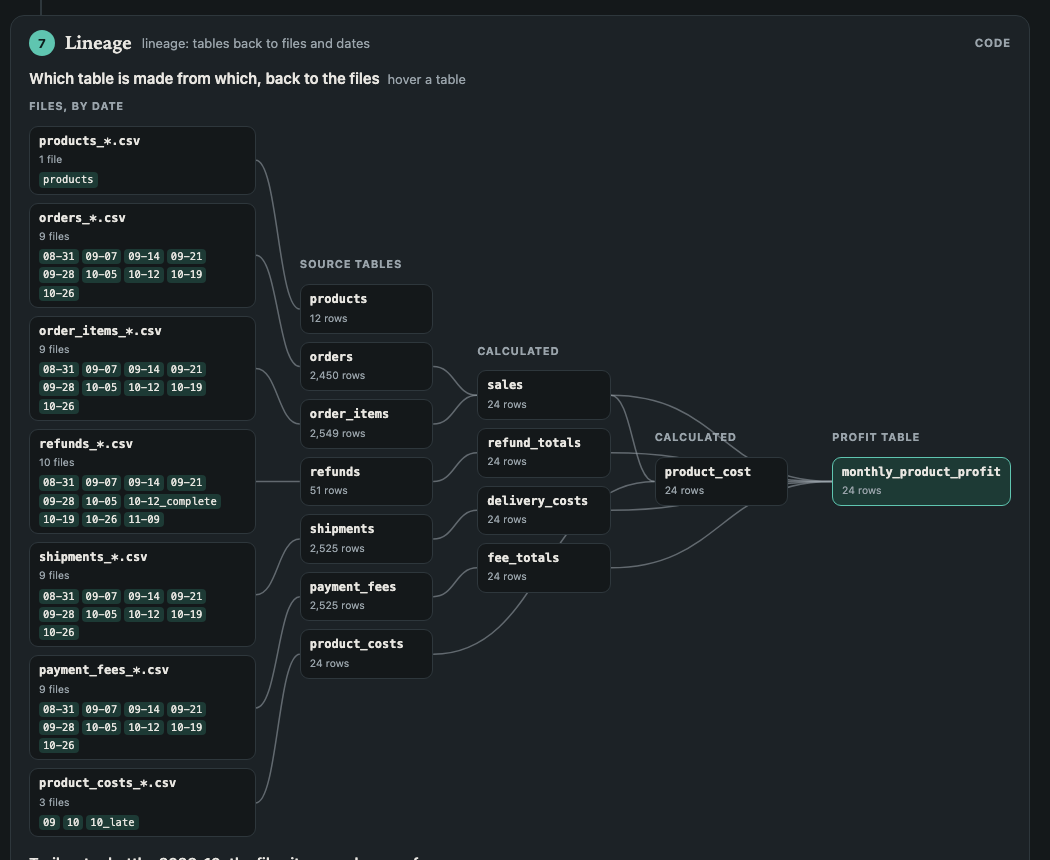 7 Lineage lineage: tables back to files and dates CODE
Which table is made from which, back to the files hover a table
FILES, BY DATE
products_*.csv
1 file
products
orders_*.csv
9 files
08-31 09-07 09-14 09-21
09-28 10-05 10-12 10-19
10-26
order_items_*.csv
9 files
08-31 09-07 09-14 09-21
09-28 10-05 10-12 10-19
10-26
refunds_*.csv
10 files
08-31 09-07 09-14 09-21
09-28 10-05 10-12_complete
10-19 10-26 11-09
shipments_*.csv
9 files
08-31 09-07 09-14 09-21
09-28 10-05 10-12 10-19
10-26
payment_fees_*.csv
9 files
08-31 09-07 09-14 09-21
09-28 10-05 10-12 10-19
10-26
product_costs_*.csv
3 files
09 10 10_late
SOURCE TABLES
products
12 rows
orders
2,450 rows
order_items
2,549 rows
refunds
51 rows
shipments
2,525 rows
payment_fees
2,525 rows
product_costs
24 rows
CALCULATED
sales
24 rows
refund_totals
24 rows
delivery_costs
24 rows
fee_totals
24 rows
CALCULATED
product_cost
24 rows
PROFIT TABLE
monthly_product_profit
24 rows